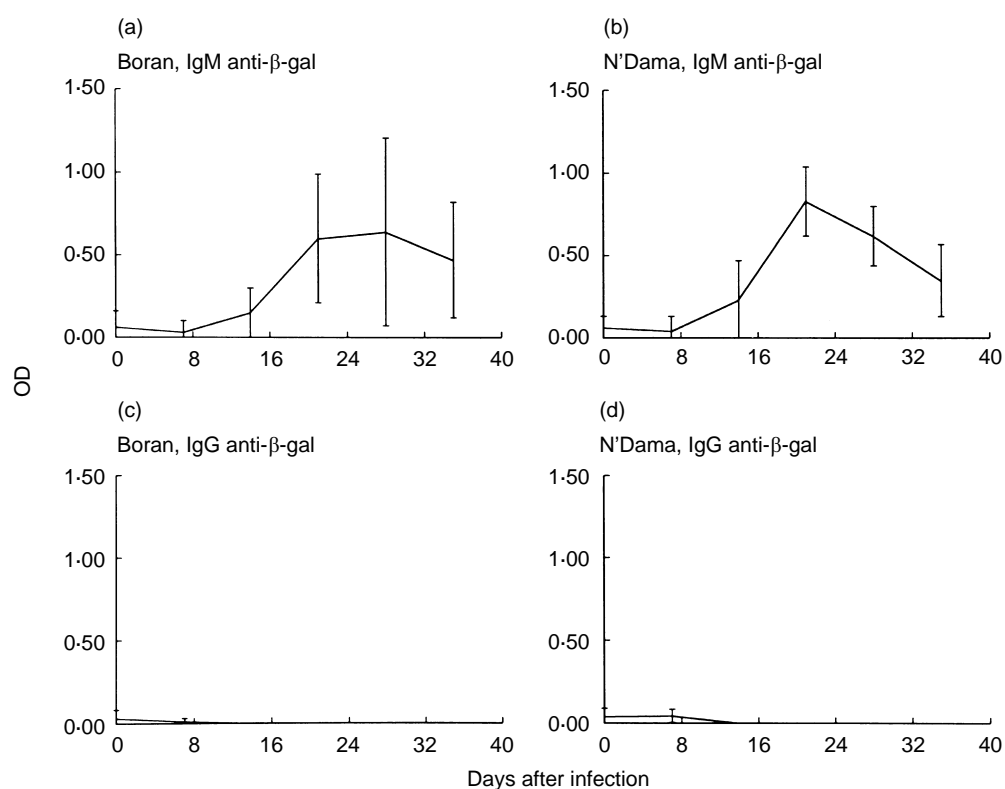 (a)
Boran, IgM anti-β-gal
1·50
1·00
0·50
0·00
0 8 16 24 32 40
(b)
N'Dama, IgM anti-β-gal
1·50
1·00
0·50
0·00
0 8 16 24 32 40
OD
(c)
Boran, IgG anti-β-gal
1·50
1·00
0·50
0·00
0 8 16 24 32 40
(d)
N'Dama, IgG anti-β-gal
1·50
1·00
0·50
0·00
0 8 16 24 32 40
Days after infection